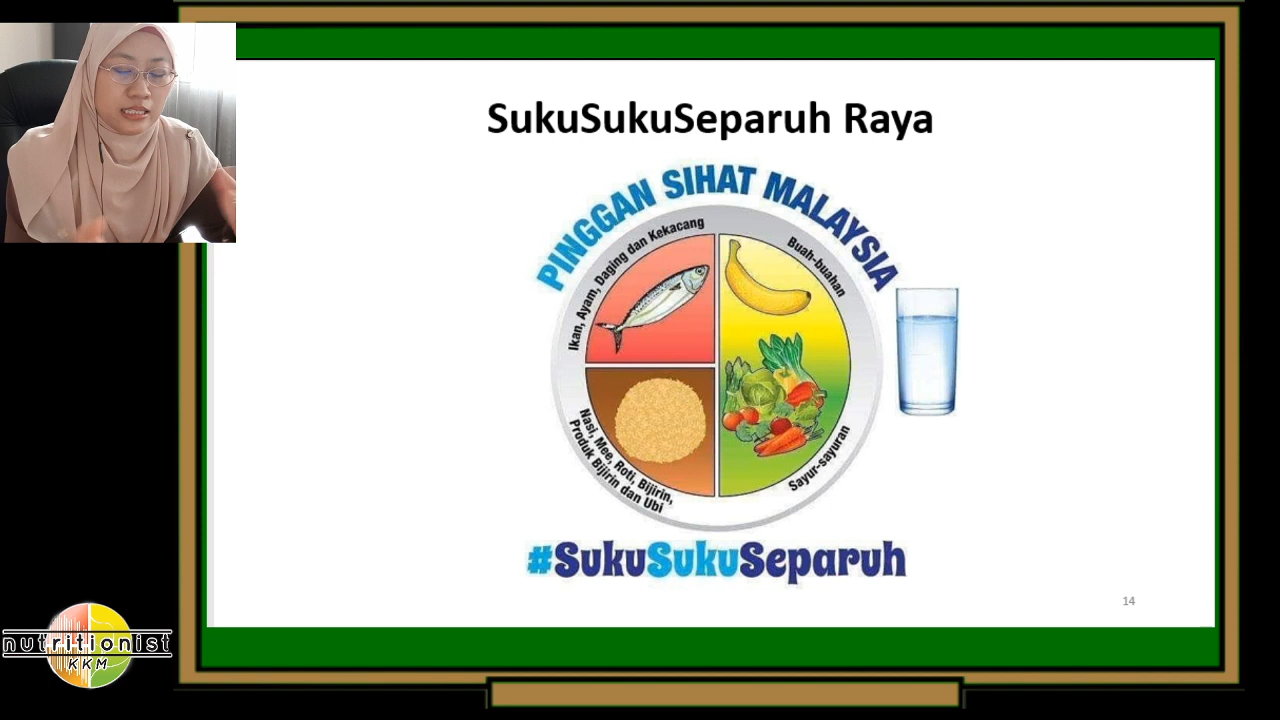 SukuSukuSeparuh Raya
PINGGAN SIHAT MALAYSIA
Ikan, Ayam, Daging dan Kekacang
Buah-buahan
Nasi, Mee, Roti, Bijirin,
Produk Bijirin dan Ubi
Sayur-sayuran
#SukuSukuSeparuh
14
nutritionist
KKM